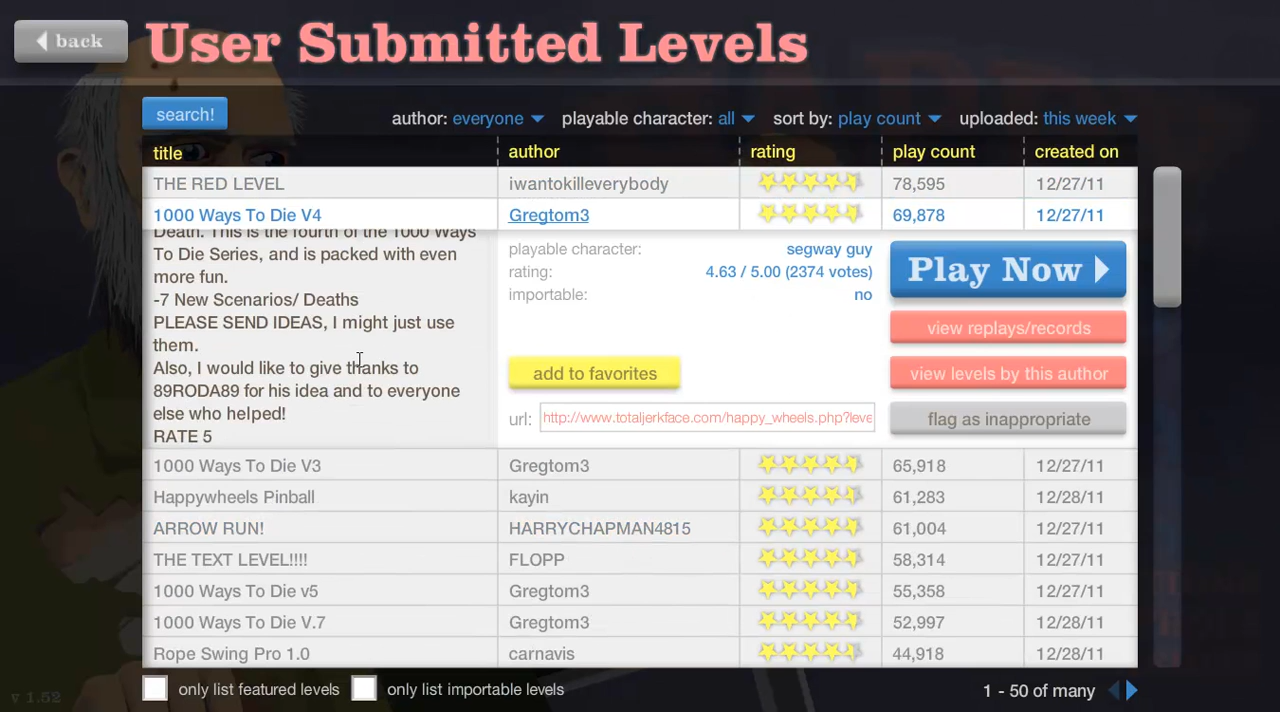 back
User Submitted Levels
search!
author: everyone playable character: all sort by: play count uploaded: this week
title author rating play count created on
THE RED LEVEL iwantokilleverybody 78,595 12/27/11
1000 Ways To Die V4 Gregtom3 69,878 12/27/11
Death. This is the fourth of the 1000 Ways
To Die Series, and is packed with even
more fun.
-7 New Scenarios/ Deaths
PLEASE SEND IDEAS, I might just use
them.
Also, I would like to give thanks to
89RODA89 for his idea and to everyone
else who helped!
RATE 5
playable character: segway guy
rating: 4.63 / 5.00 (2374 votes)
importable: no
add to favorites
url: http://www.totaljerkface.com/happy_wheels.php?leve
Play Now
view replays/records
view levels by this author
flag as inappropriate
1000 Ways To Die V3 Gregtom3 65,918 12/27/11
Happywheels Pinball kayin 61,283 12/28/11
ARROW RUN! HARRYCHAPMAN4815 61,004 12/27/11
THE TEXT LEVEL!!!! FLOPP 58,314 12/27/11
1000 Ways To Die v5 Gregtom3 55,358 12/27/11
1000 Ways To Die V.7 Gregtom3 52,997 12/28/11
Rope Swing Pro 1.0 carnavis 44,918 12/28/11
v 1.52
only list featured levels only list importable levels 1 - 50 of many